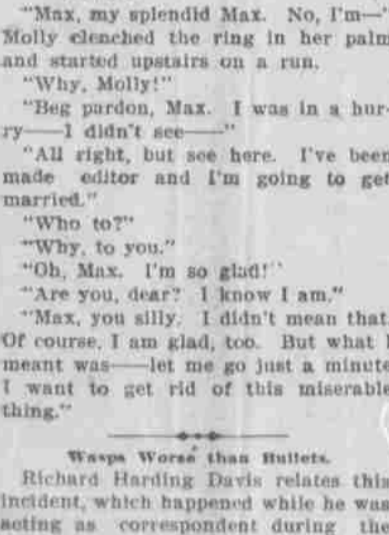 "Max, my splendid Max. No, I'm—"
Molly clenched the ring in her palm
and started upstairs on a run.
"Why, Molly!"
"Beg pardon, Max. I was in a hur-
ry——I didn't see——"
"All right, but see here. I've been
made editor and I'm going to get
married."
"Who to?"
"Why, to you."
"Oh, Max. I'm so glad!"
"Are you, dear? I know I am."
"Max, you silly. I didn't mean that.
Of course, I am glad, too. But what I
meant was——let me go just a minute
I want to get rid of this miserable
thing."
Wasps Worse than Bullets.
Richard Harding Davis relates this
incident, which happened while he was
acting as correspondent during the